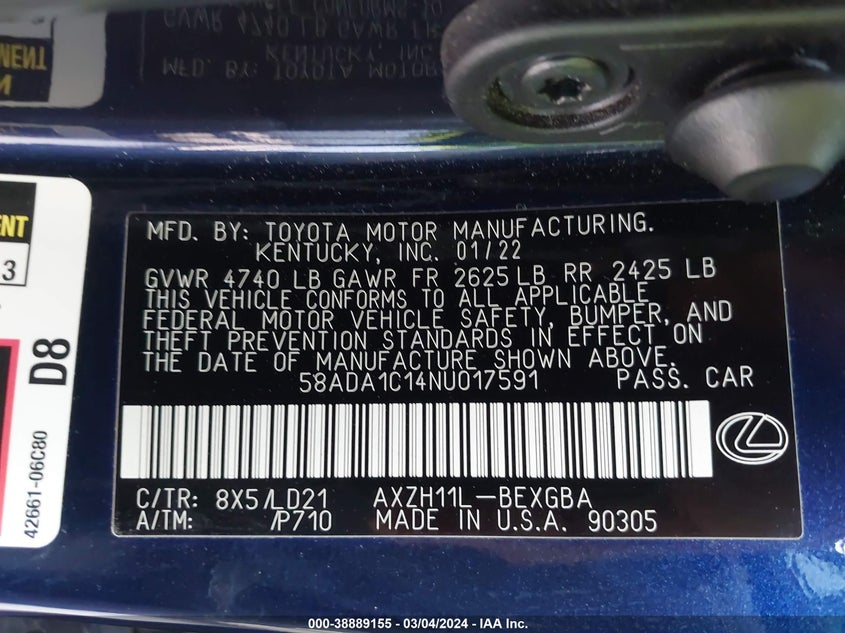 MFD. BY: TOYOTA MOTOR MANUFACTURING.
KENTUCKY, INC. 01/22
GVWR 4740 LB GAWR FR 2625 LB RR 2425 LB
THIS VEHICLE CONFORMS TO ALL APPLICABLE
FEDERAL MOTOR VEHICLE SAFETY, BUMPER, AND
THEFT PREVENTION STANDARDS IN EFFECT ON
THE DATE OF MANUFACTURE SHOWN ABOVE.
58ADA1C14NU017591 PASS. CAR
C/TR: 8X5/LD21 AXZH11L-BEXGBA
A/TM: /P710 MADE IN U.S.A. 90305
3
D8
42661-06C80
000-38889155 - 03/04/2024 - IAA Inc.